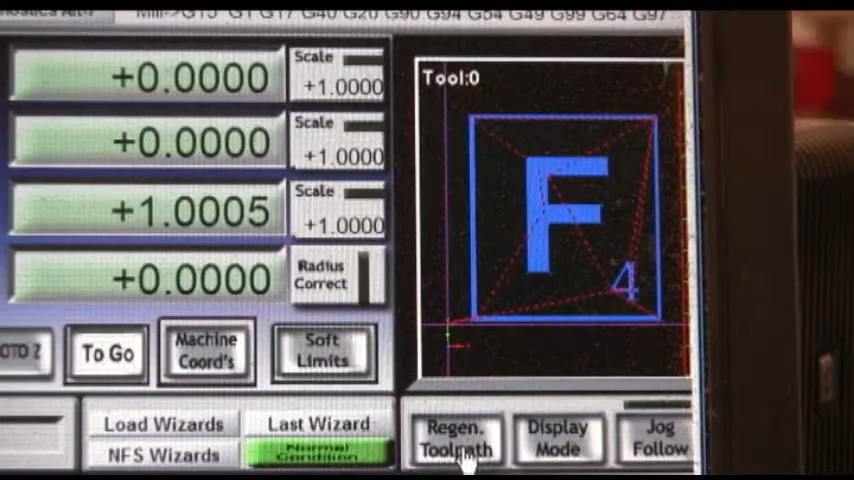 Mill->G15 G1 G17 G40 G20 G90 G94 G54 G49 G99 G64 G97
+0.0000
Scale
+1.0000
+0.0000
Scale
+1.0000
+1.0005
Scale
+1.0000
+0.0000
Radius
Correct
OTO Z
To Go
Machine
Coord's
Soft
Limits
Load Wizards
Last Wizard
NFS Wizards
Normal
Condition
Tool:0
F
4
Regen.
Toolpath
Display
Mode
Jog
Follow